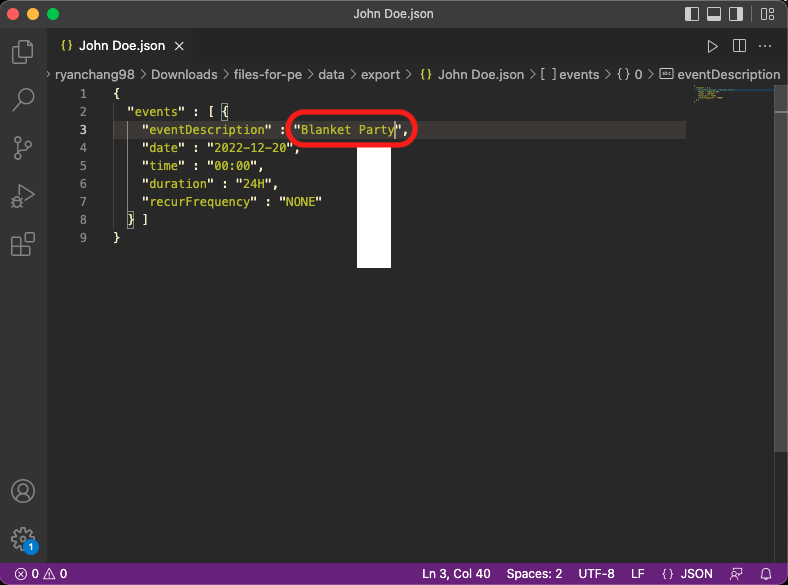 John Doe.json
{} John Doe.json ×
ryanchang98 > Downloads > files-for-pe > data > export > {} John Doe.json > [ ] events > {} 0 > abc eventDescription
1 {
2 "events" : [ {
3 "eventDescription" : "Blanket Party",
4 "date" : "2022-12-20",
5 "time" : "00:00",
6 "duration" : "24H",
7 "recurFrequency" : "NONE"
8 } ]
9 }
1
0 0 Ln 3, Col 40 Spaces: 2 UTF-8 LF {} JSON